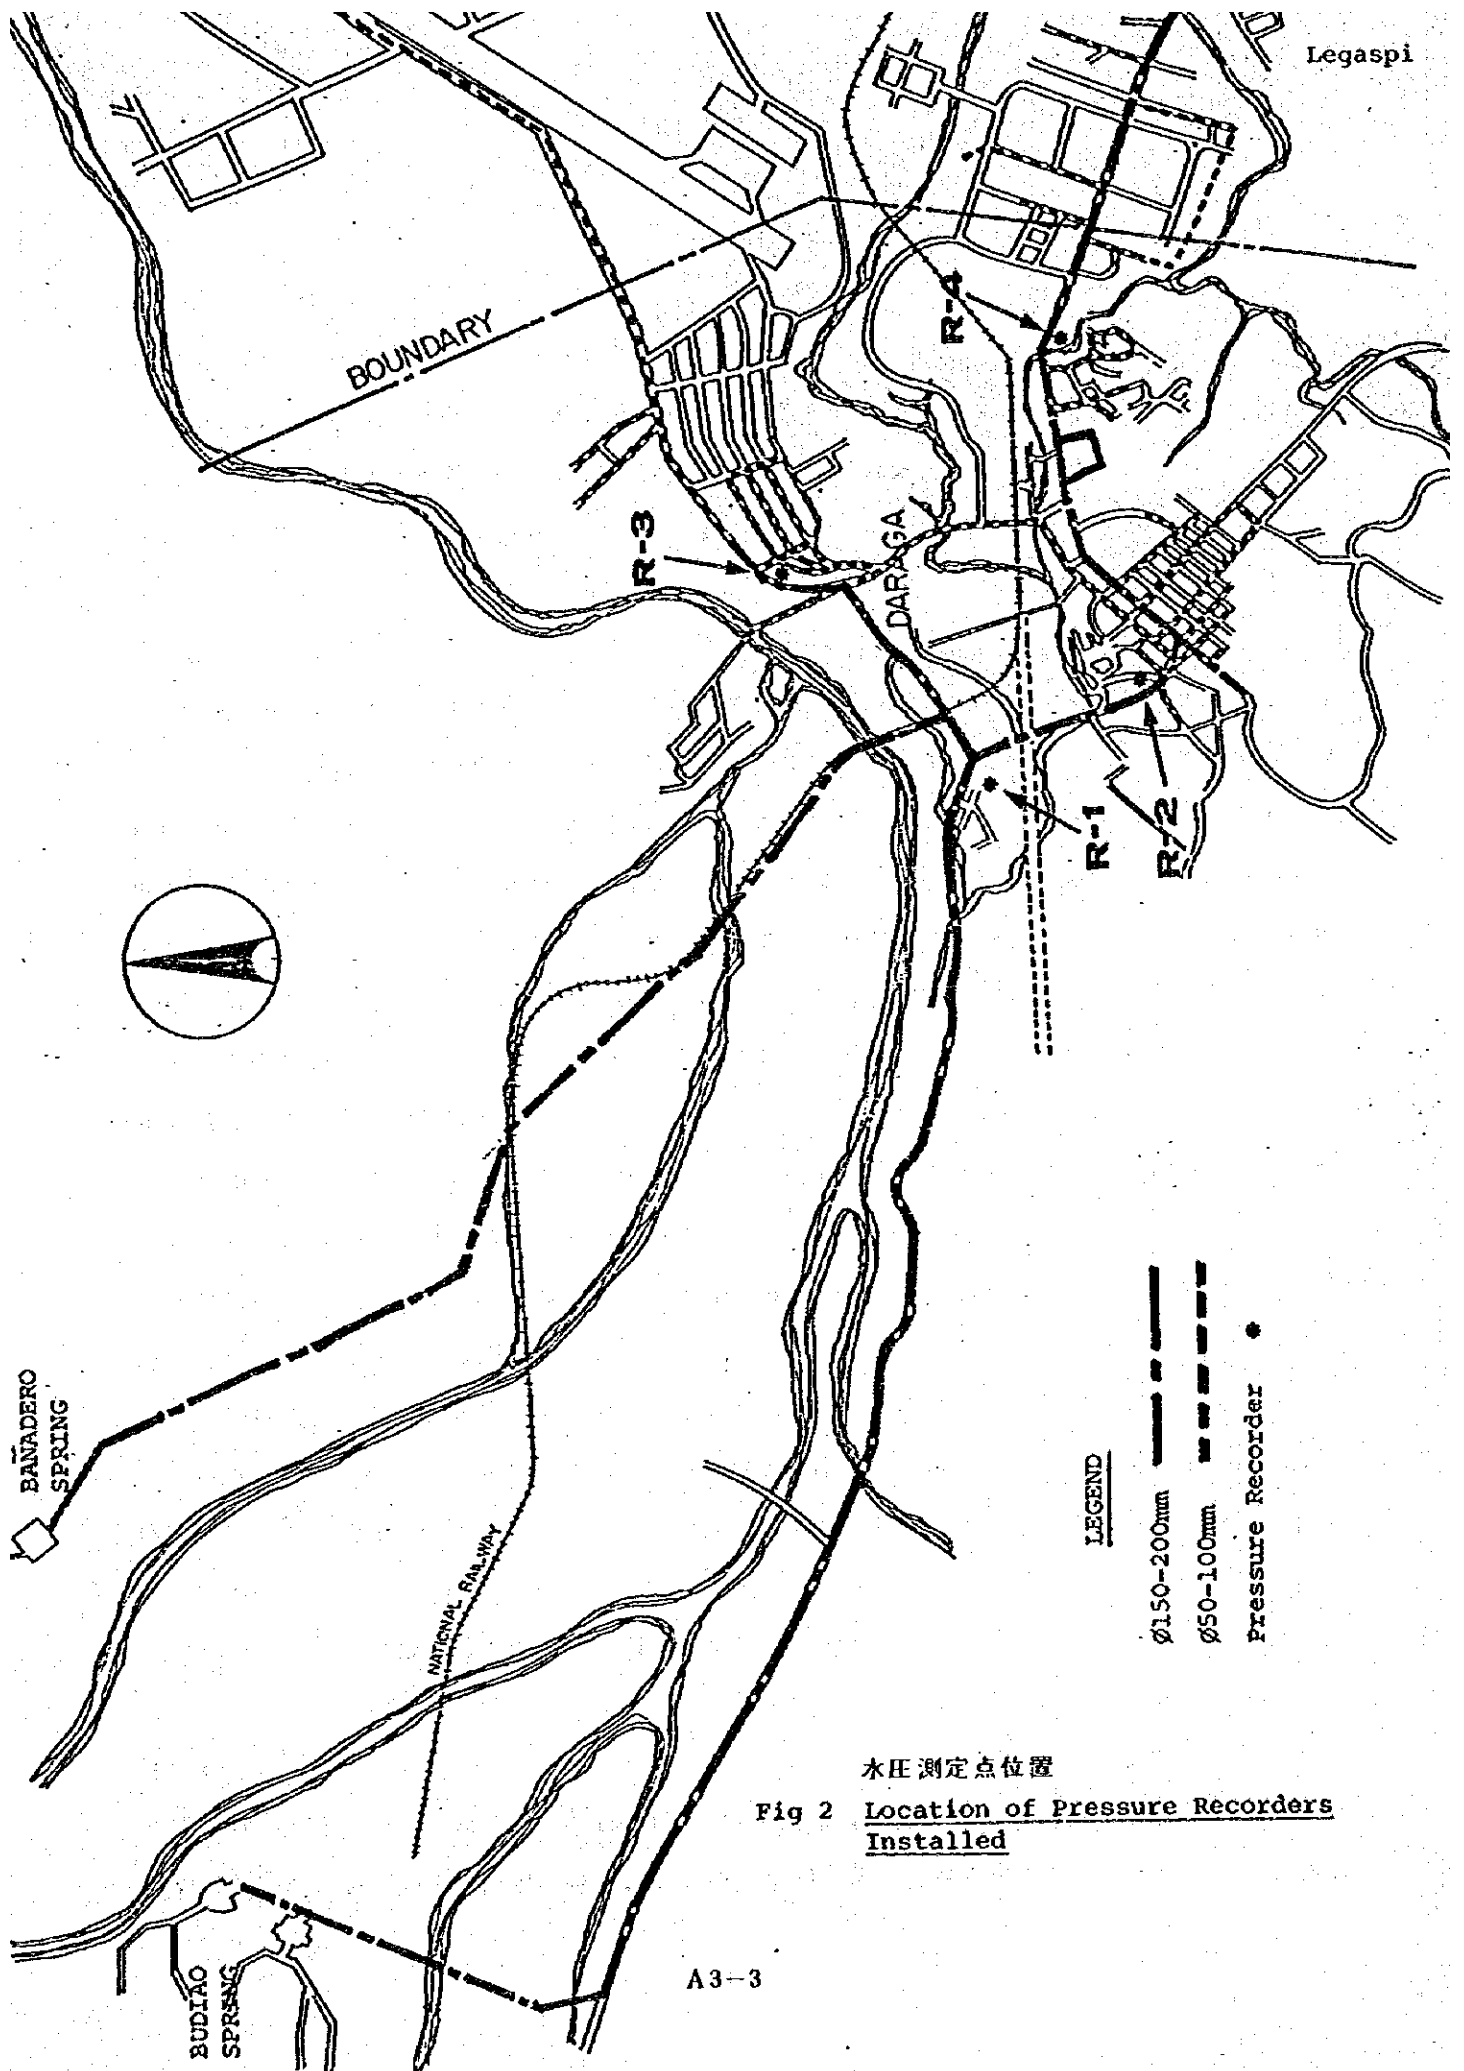 Legaspi
BOUNDARY
R-4
R-3
DARAGA
R-1
R-2
BAÑADERO
SPRING
NATIONAL RAILWAY
BUDIAO
SPRING
LEGEND
Ø150-200mm
Ø50-100mm
Pressure Recorder *
水圧測定点位置
Fig 2 Location of Pressure Recorders
Installed
A3-3